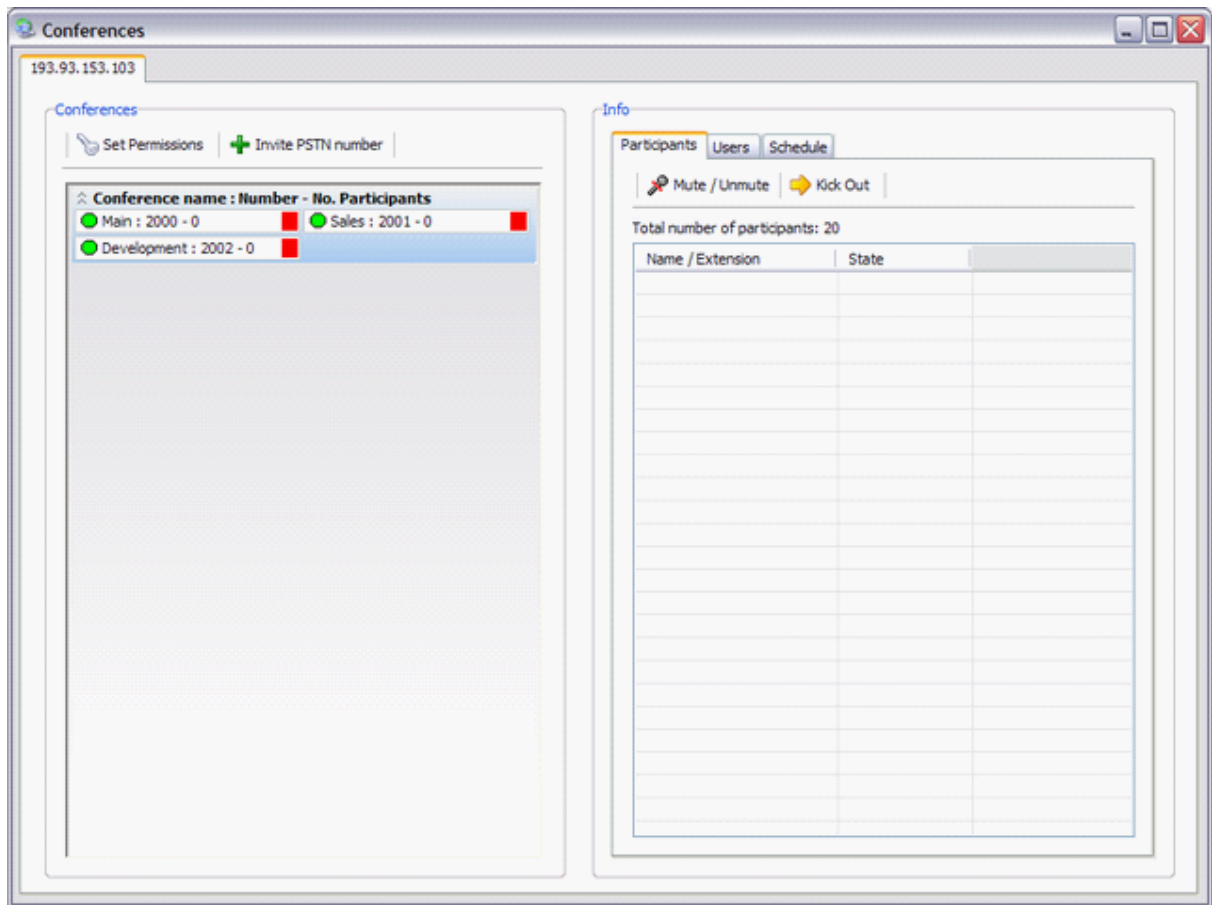 Conferences
193.93.153.103
Conferences
Set Permissions Invite PSTN number
Conference name : Number - No. Participants
Main : 2000 - 0 Sales : 2001 - 0
Development : 2002 - 0
Info
Participants Users Schedule
Mute / Unmute Kick Out
Total number of participants: 20
Name / Extension State